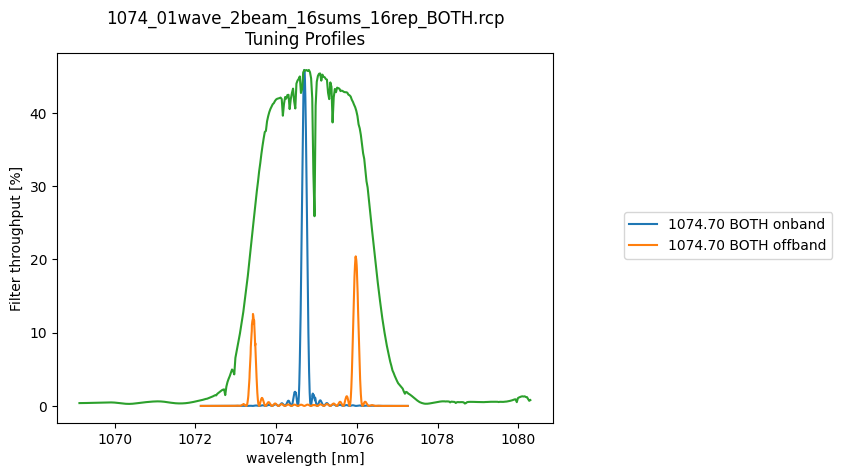 1074_01wave_2beam_16sums_16rep_BOTH.rcp
Tuning Profiles
Filter throughput [%]
40
30
20
10
0
1070 1072 1074 1076 1078 1080
wavelength [nm]
1074.70 BOTH onband
1074.70 BOTH offband